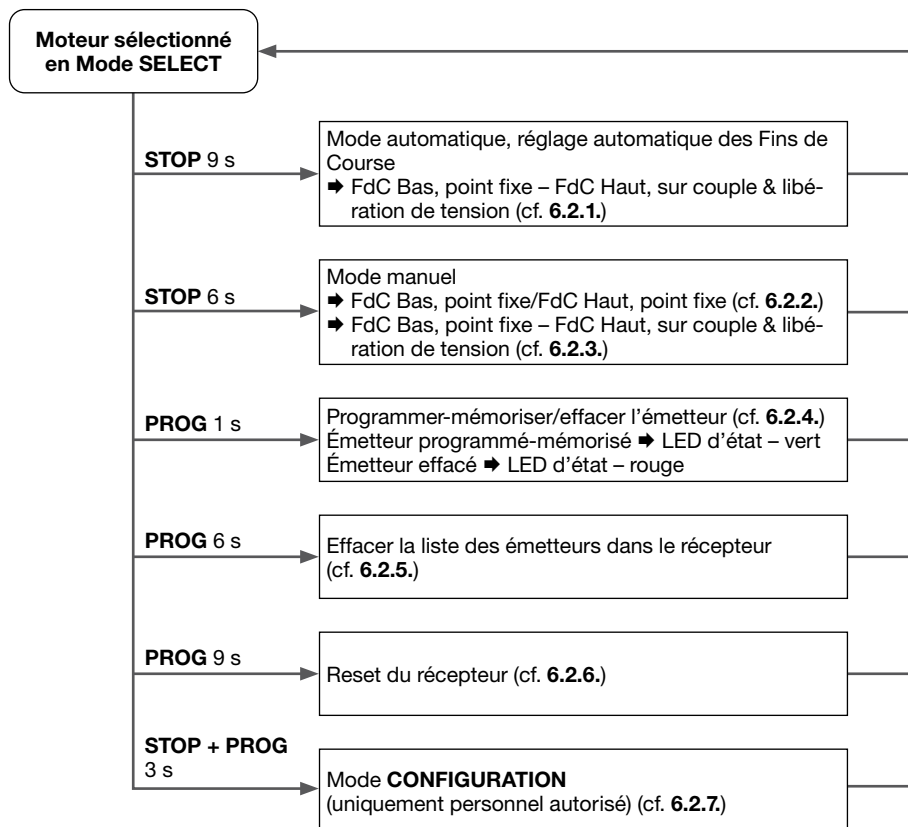 Moteur sélectionné
en Mode SELECT
STOP 9 s
Mode automatique, réglage automatique des Fins de
Course
➡ FdC Bas, point fixe – FdC Haut, sur couple & libé-
ration de tension (cf. 6.2.1.)
STOP 6 s
Mode manuel
➡ FdC Bas, point fixe/FdC Haut, point fixe (cf. 6.2.2.)
➡ FdC Bas, point fixe – FdC Haut, sur couple & libé-
ration de tension (cf. 6.2.3.)
PROG 1 s
Programmer-mémoriser/effacer l’émetteur (cf. 6.2.4.)
Émetteur programmé-mémorisé ➡ LED d’état – vert
Émetteur effacé ➡ LED d’état – rouge
PROG 6 s
Effacer la liste des émetteurs dans le récepteur
(cf. 6.2.5.)
PROG 9 s
Reset du récepteur (cf. 6.2.6.)
STOP + PROG
3 s
Mode CONFIGURATION
(uniquement personnel autorisé) (cf. 6.2.7.)